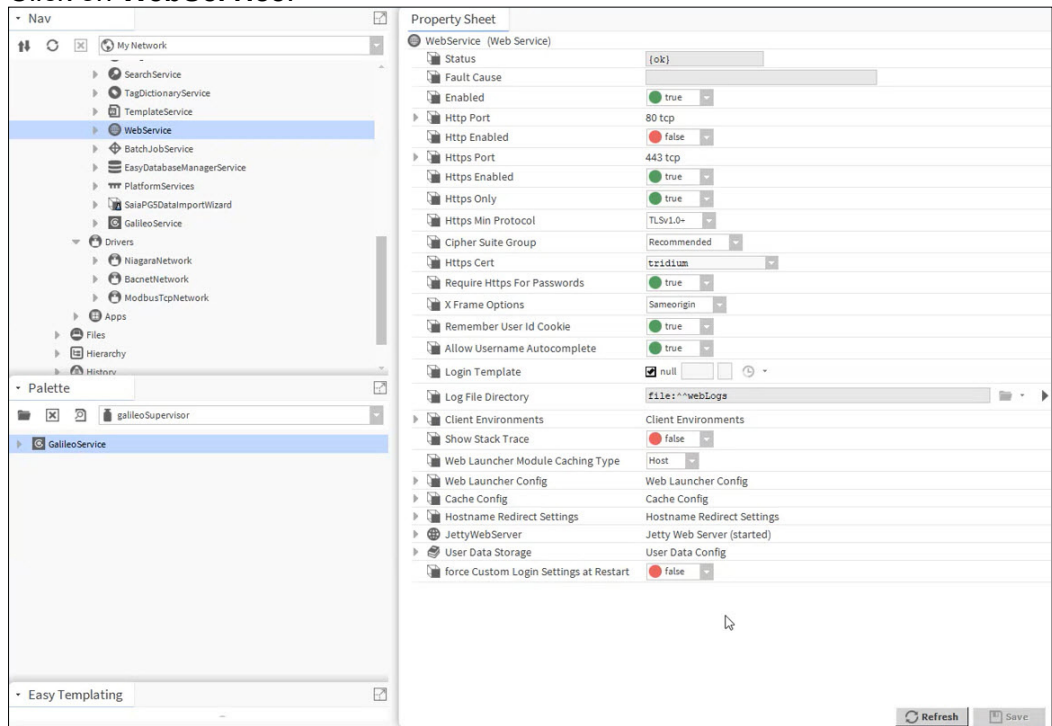 Click on WebService.
Nav
My Network
SearchService
TagDictionaryService
TemplateService
WebService
BatchJobService
EasyDatabaseManagerService
PlatformServices
SaiaPG5DataImportWizard
GalileoService
Drivers
NiagaraNetwork
BacnetNetwork
ModbusTcpNetwork
Apps
Files
Hierarchy
History
Palette
galileoSupervisor
GalileoService
Easy Templating
Property Sheet
WebService (Web Service)
Status {ok}
Fault Cause
Enabled true
Http Port 80 tcp
Http Enabled false
Https Port 443 tcp
Https Enabled true
Https Only true
Https Min Protocol TLSv1.0+
Cipher Suite Group Recommended
Https Cert tridium
Require Https For Passwords true
X Frame Options Sameorigin
Remember User Id Cookie true
Allow Username Autocomplete true
Login Template null
Log File Directory file:^^webLogs
Client Environments Client Environments
Show Stack Trace false
Web Launcher Module Caching Type Host
Web Launcher Config Web Launcher Config
Cache Config Cache Config
Hostname Redirect Settings Hostname Redirect Settings
JettyWebServer Jetty Web Server (started)
User Data Storage User Data Config
force Custom Login Settings at Restart false
Refresh Save